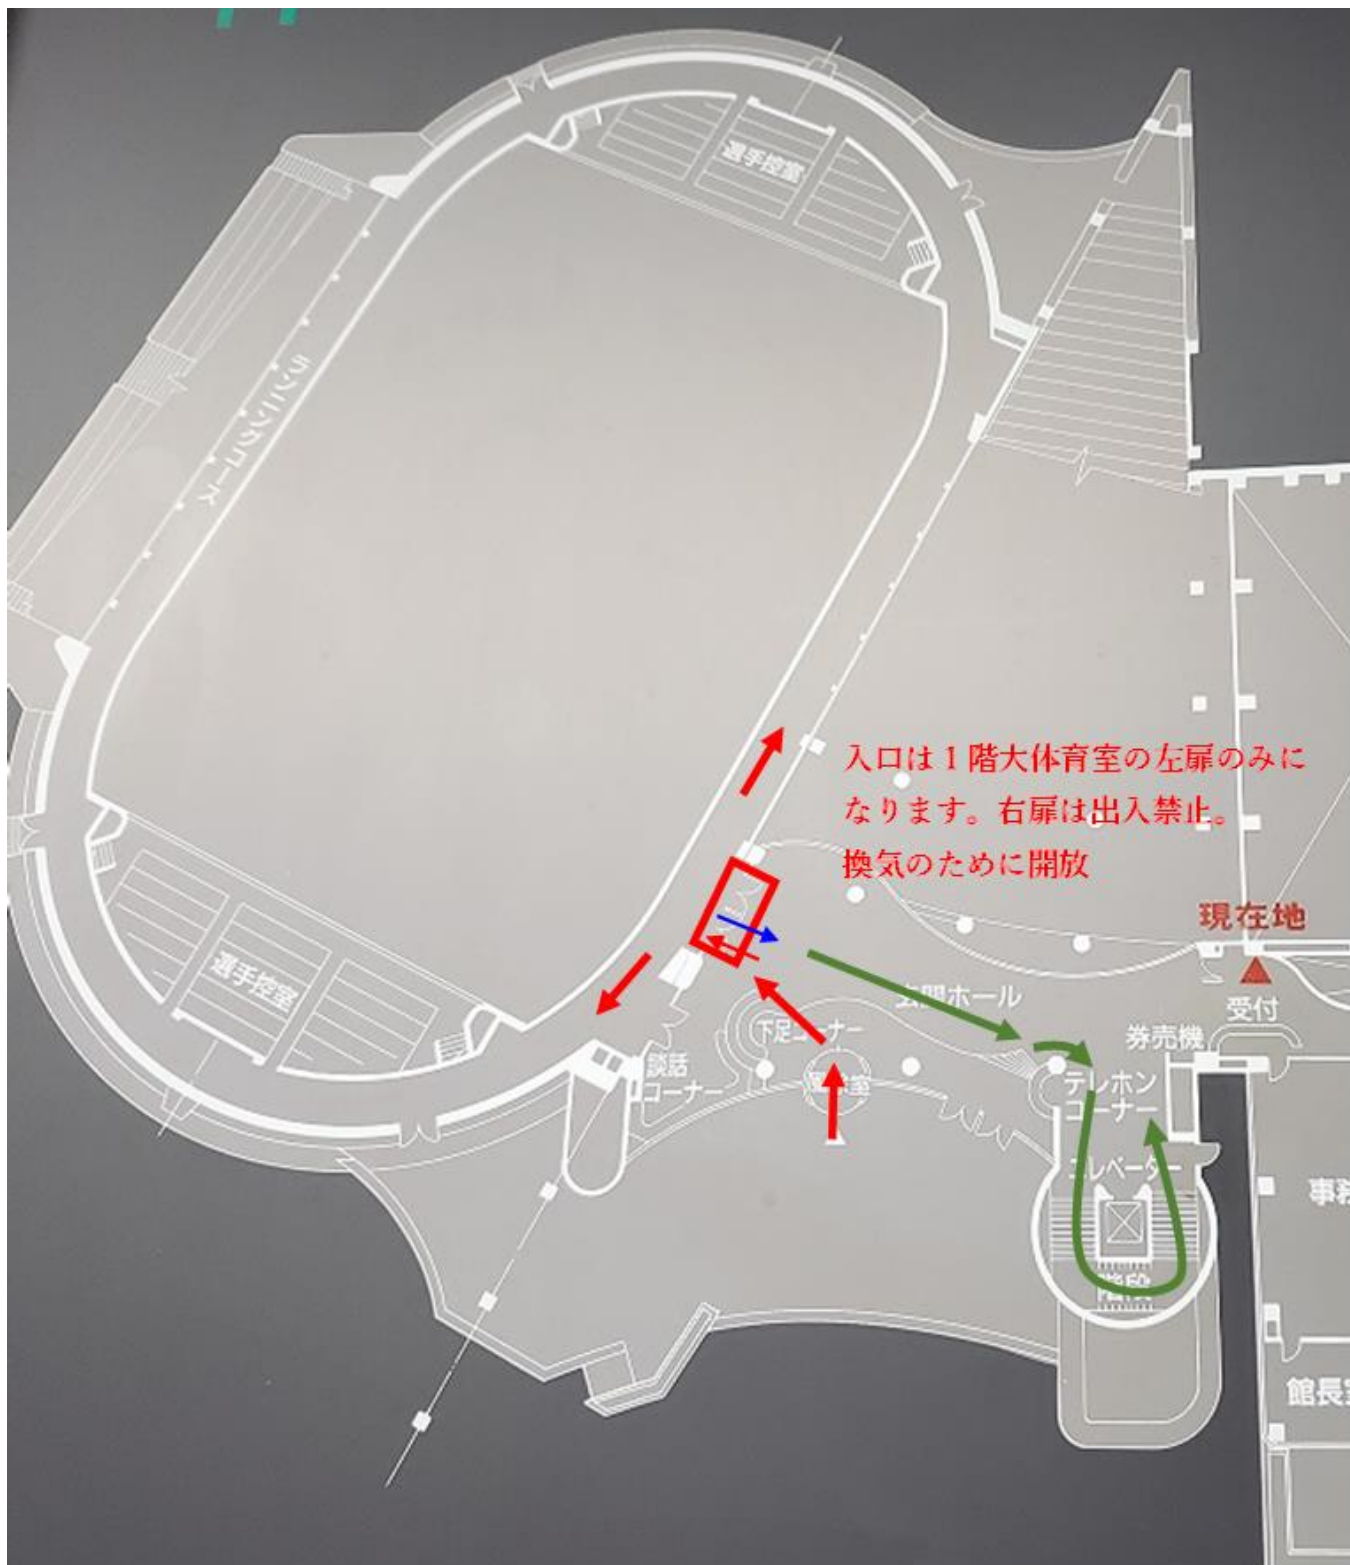 選手控室
ランニングコース
入口は１階大体育室の左扉のみに
なります。右扉は出入禁止。
換気のために開放
現在地
受付
玄関ホール
券売機
下足コーナー
談話
コーナー
テレホン
コーナー
エレベーター
階段
選手控室
事務
館長室